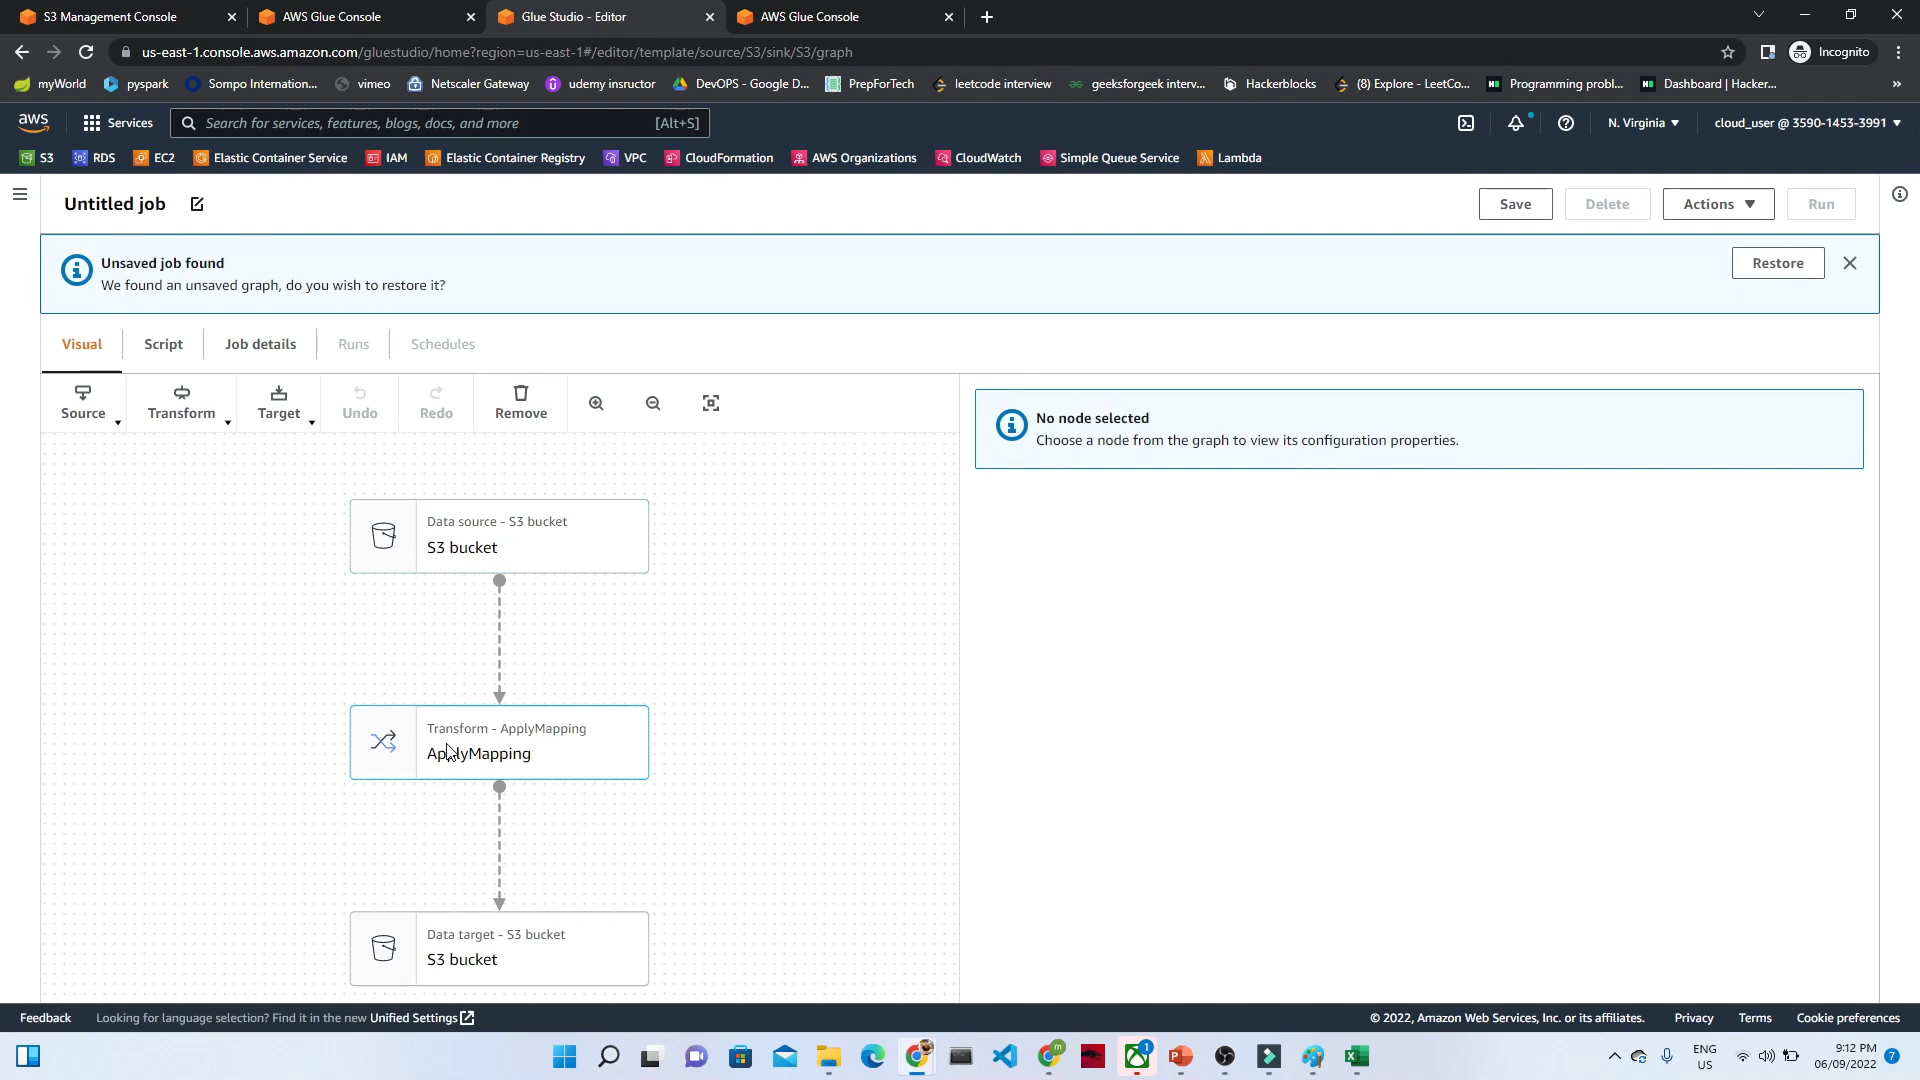 S3 Management Console
AWS Glue Console
Glue Studio - Editor
AWS Glue Console
us-east-1.console.aws.amazon.com/gluestudio/home?region=us-east-1#/editor/template/source/S3/sink/S3/graph
Incognito
myWorld
pyspark
Sompo Internation...
vimeo
Netscaler Gateway
udemy insructor
DevOPS - Google D...
PrepForTech
leetcode interview
geeksforgeek interv...
Hackerblocks
(8) Explore - LeetCo...
Programming probl...
Dashboard | Hacker...
»
aws
Services
Search for services, features, blogs, docs, and more
[Alt+S]
N. Virginia
cloud_user @ 3590-1453-3991
S3
RDS
EC2
Elastic Container Service
IAM
Elastic Container Registry
VPC
CloudFormation
AWS Organizations
CloudWatch
Simple Queue Service
Lambda
Untitled job
Save
Delete
Actions
Run
Unsaved job found
We found an unsaved graph, do you wish to restore it?
Restore
Visual
Script
Job details
Runs
Schedules
Source
Transform
Target
Undo
Redo
Remove
No node selected
Choose a node from the graph to view its configuration properties.
Data source - S3 bucket
S3 bucket
Transform - ApplyMapping
ApplyMapping
Data target - S3 bucket
S3 bucket
Feedback
Looking for language selection? Find it in the new Unified Settings
© 2022, Amazon Web Services, Inc. or its affiliates.
Privacy
Terms
Cookie preferences
m
1
ENG
US
9:12 PM
06/09/2022
7